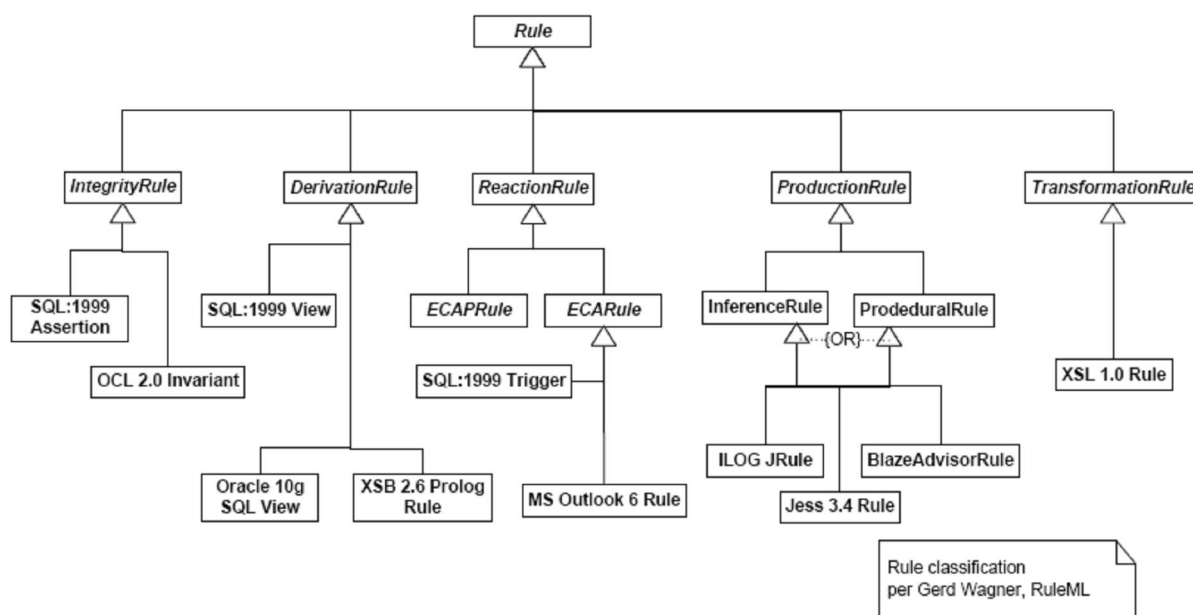 Rule
IntegrityRule
DerivationRule
ReactionRule
ProductionRule
TransformationRule
SQL:1999
Assertion
SQL:1999 View
ECAPRule
ECARule
InferenceRule
ProdeduralRule
{OR}
OCL 2.0 Invariant
SQL:1999 Trigger
XSL 1.0 Rule
Oracle 10g
SQL View
XSB 2.6 Prolog
Rule
MS Outlook 6 Rule
ILOG JRule
BlazeAdvisorRule
Jess 3.4 Rule
Rule classification
per Gerd Wagner, RuleML